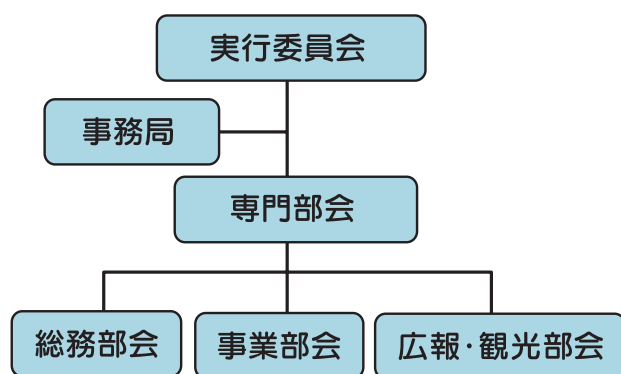 実行委員会
事務局
専門部会
総務部会
事業部会
広報・観光部会